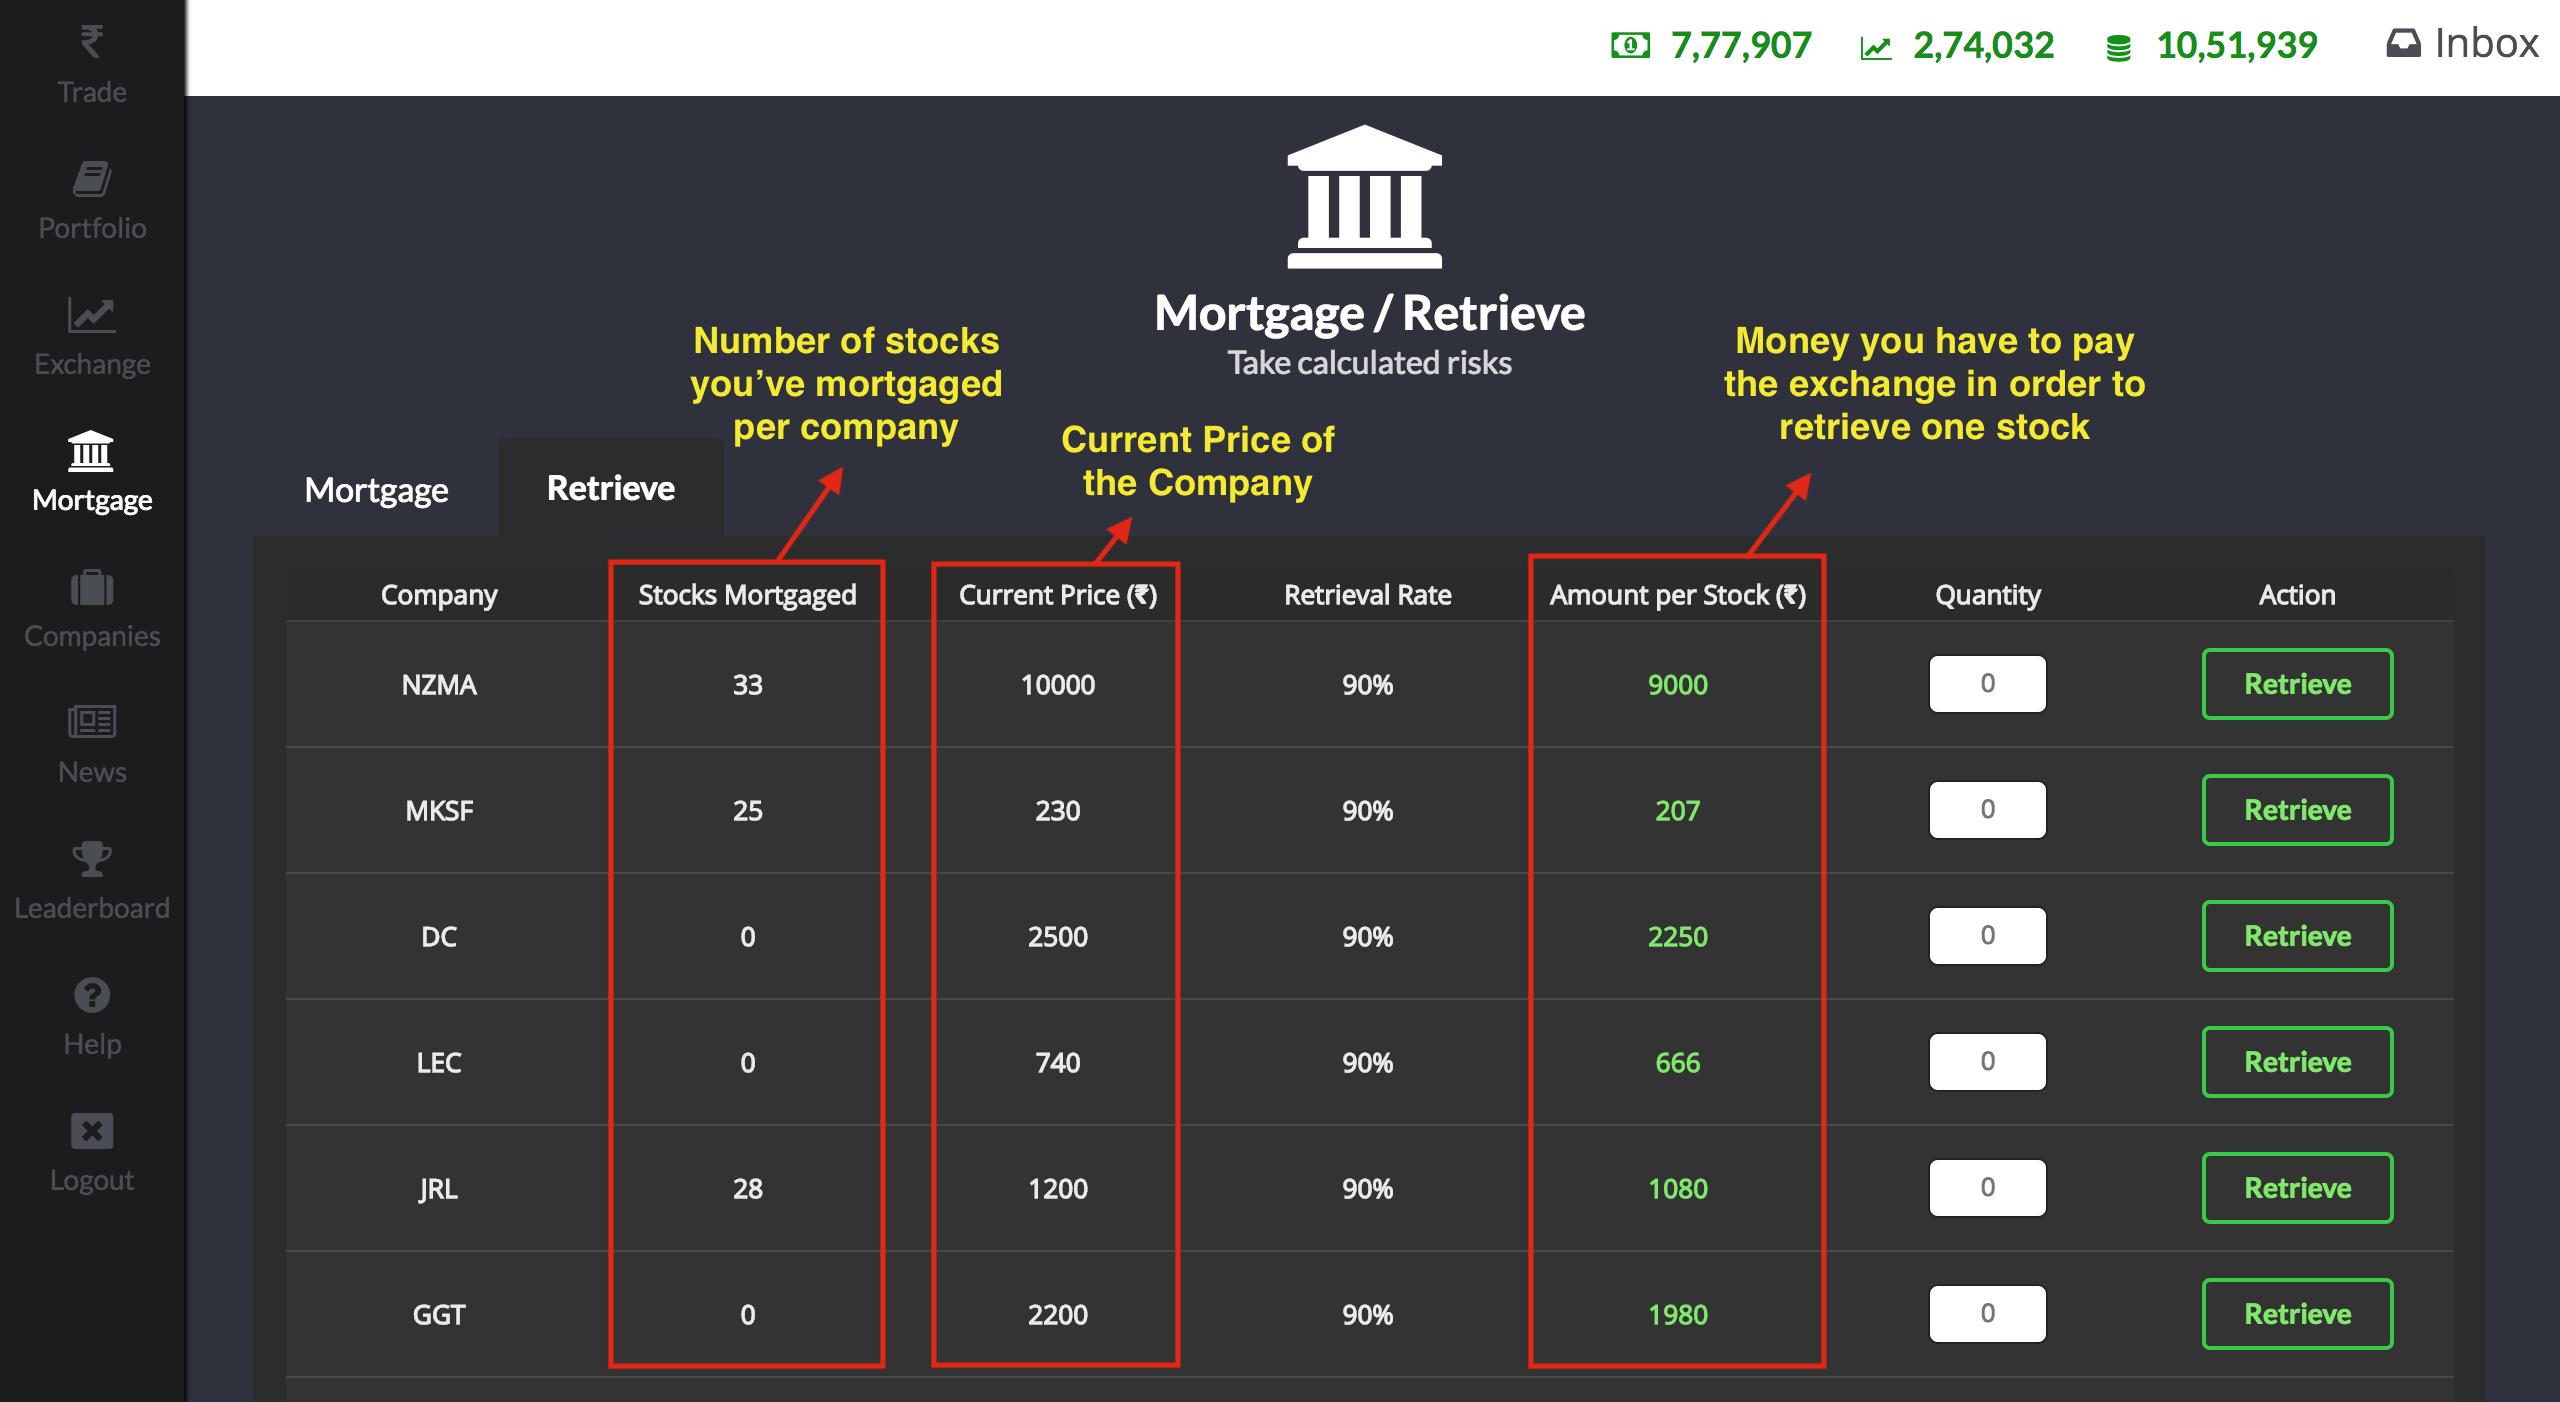 7,77,907 2,74,032 10,51,939 Inbox
Trade
Portfolio
Exchange
Mortgage
Companies
News
Leaderboard
Help
Logout
Mortgage / Retrieve
Take calculated risks
Number of stocks
you’ve mortgaged
per company
Current Price of
the Company
Money you have to pay
the exchange in order to
retrieve one stock
Mortgage Retrieve
Company Stocks Mortgaged Current Price (₹) Retrieval Rate Amount per Stock (₹) Quantity Action
NZMA 33 10000 90% 9000 0 Retrieve
MKSF 25 230 90% 207 0 Retrieve
DC 0 2500 90% 2250 0 Retrieve
LEC 0 740 90% 666 0 Retrieve
JRL 28 1200 90% 1080 0 Retrieve
GGT 0 2200 90% 1980 0 Retrieve